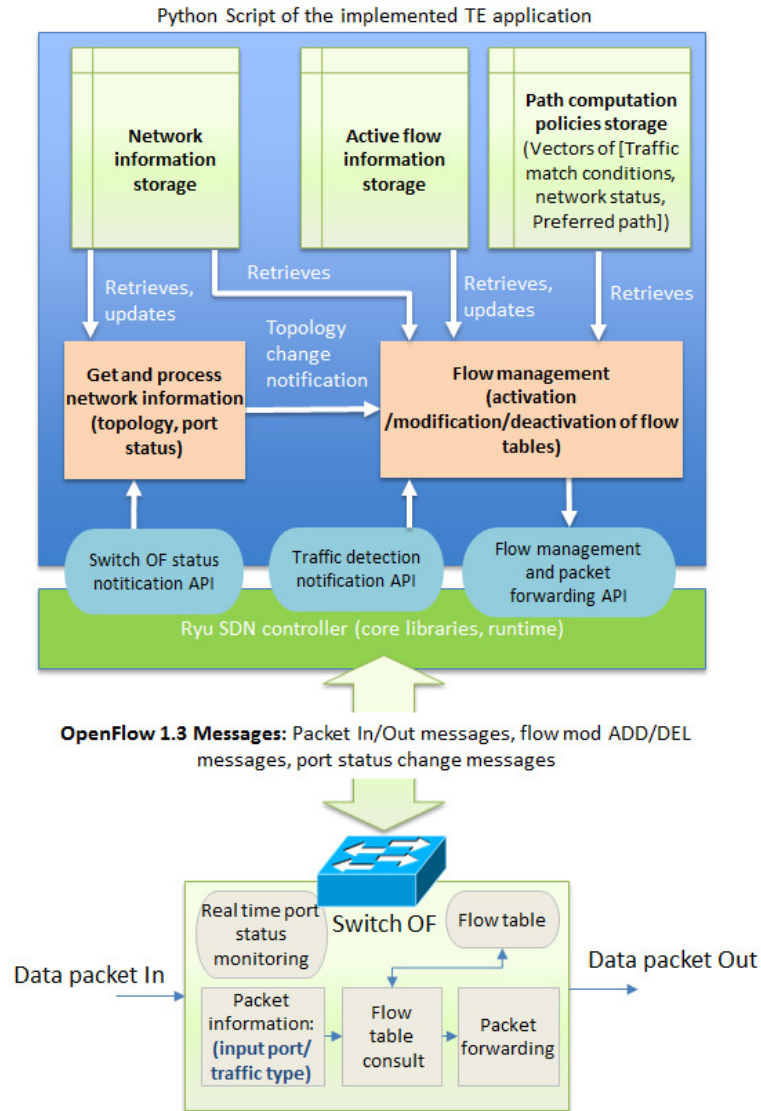 Python Script of the implemented TE application
Network
information
storage
Active flow
information
storage
Path computation
policies storage
(Vectors of [Traffic
match conditions,
network status,
Preferred path])
Retrieves,
updates
Retrieves
Retrieves,
updates
Retrieves
Topology
change
notification
Get and process
network information
(topology, port
status)
Flow management
(activation
/modification/deactivation of flow
tables)
Switch OF status
notitication API
Traffic detection
notification API
Flow management
and packet
forwarding API
Ryu SDN controller (core libraries, runtime)
OpenFlow 1.3 Messages: Packet In/Out messages, flow mod ADD/DEL
messages, port status change messages
Real time port
status
monitoring
Switch OF
Flow table
Data packet In
Data packet Out
Packet
information:
(input port/
traffic type)
Flow
table
consult
Packet
forwarding